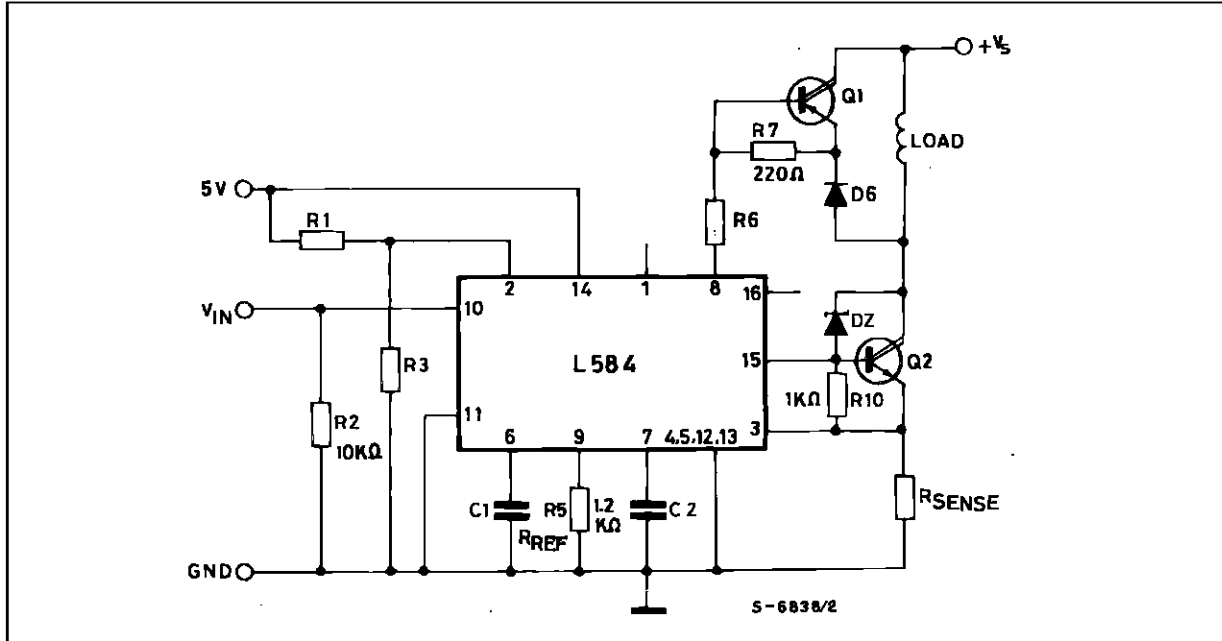 +Vs
Q1
R7
220Ω
LOAD
5V
D6
R1
R6
2 14 1 8
16
VIN
10
DZ
L584
15
Q2
R3
1KΩ R10
R2
10KΩ
11
3
6 9 7 4,5,12,13
C1 R5 1.2 KΩ C2
RREF
RSENSE
GND
S-6838/2